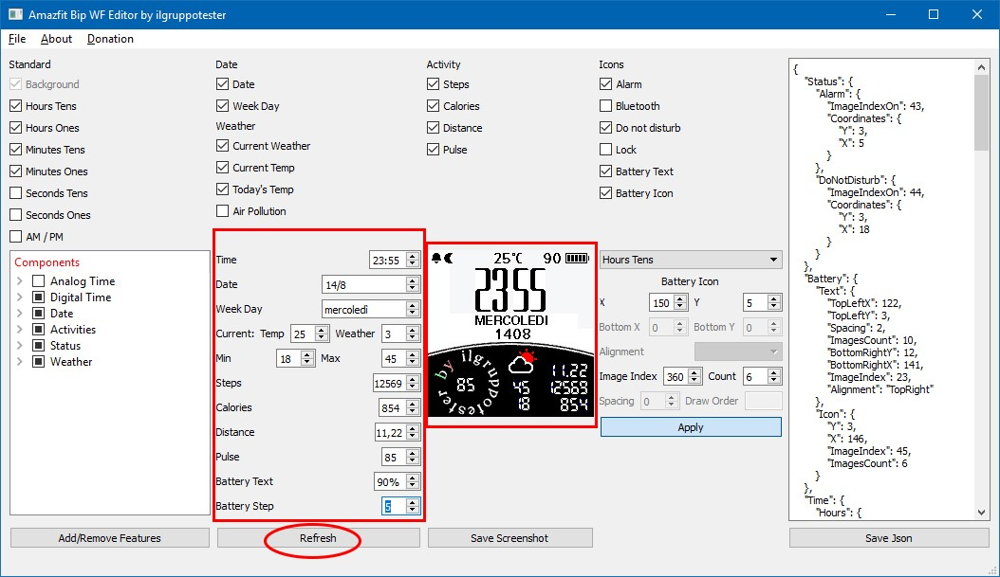 Amazfit Bip WF Editor by ilgruppotester
File About Donation
Standard
Background
Hours Tens
Hours Ones
Minutes Tens
Minutes Ones
Seconds Tens
Seconds Ones
AM / PM
Date
Date
Week Day
Weather
Current Weather
Current Temp
Today's Temp
Air Pollution
Activity
Steps
Calories
Distance
Pulse
Icons
Alarm
Bluetooth
Do not disturb
Lock
Battery Text
Battery Icon
Components
Analog Time
Digital Time
Date
Activities
Status
Weather
Time 23:55
Date 14/8
Week Day mercoledì
Current: Temp 25 Weather 3
Min 18 Max 45
Steps 12569
Calories 854
Distance 11,22
Pulse 85
Battery Text 90%
Battery Step 5
25°C 90
2355
MERCOLEDI
1408
by ilgruppotester
85
45
18
11.22
12569
854
Hours Tens
Battery Icon
X 150 Y 5
Bottom X 0 Bottom Y 0
Alignment
Image Index 360 Count 6
Spacing 0 Draw Order
Apply
{
"Status": {
"Alarm": {
"ImageIndexOn": 43,
"Coordinates": {
"Y": 3,
"X": 5
}
},
"DoNotDisturb": {
"ImageIndexOn": 44,
"Coordinates": {
"Y": 3,
"X": 18
}
}
},
"Battery": {
"Text": {
"TopLeftX": 122,
"TopLeftY": 3,
"Spacing": 2,
"ImagesCount": 10,
"BottomRightY": 12,
"BottomRightX": 141,
"ImageIndex": 23,
"Alignment": "TopRight"
},
"Icon": {
"Y": 3,
"X": 146,
"ImageIndex": 45,
"ImagesCount": 6
}
},
"Time": {
"Hours": {
Add/Remove Features
Refresh
Save Screenshot
Save Json